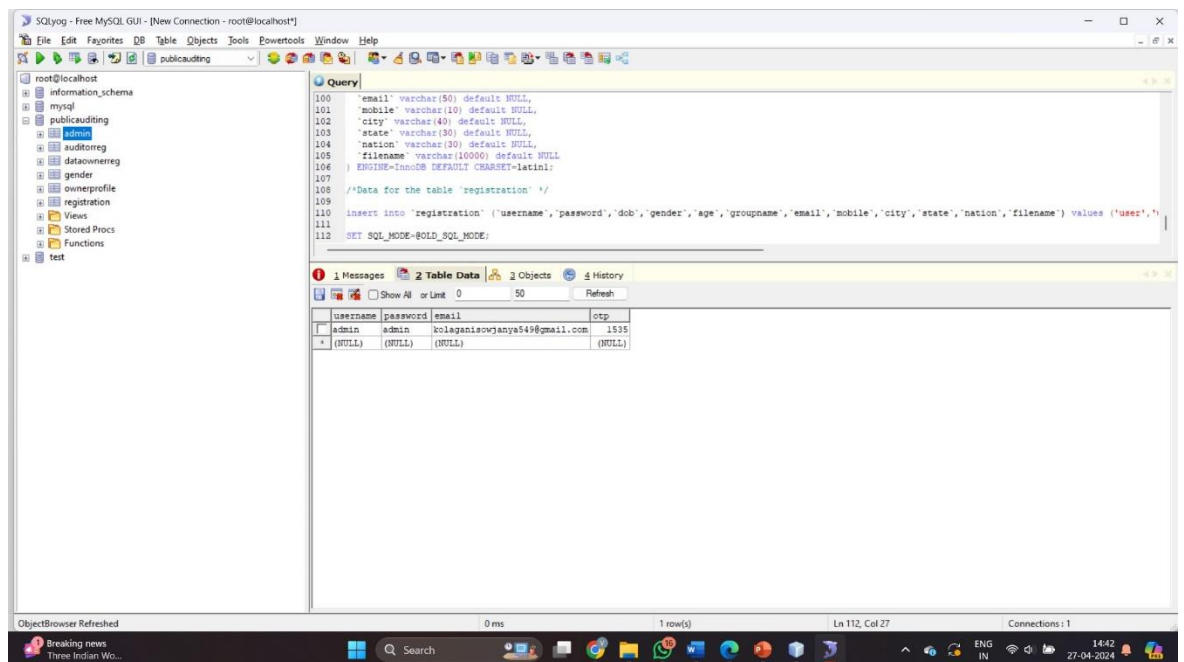 SQLyog - Free MySQL GUI - [New Connection - root@localhost*]
File Edit Favorites DB Table Objects Tools Powertools Window Help
publicauditing
root@localhost
information_schema
mysql
publicauditing
admin
auditorreg
dataownerreg
gender
ownerprofile
registration
Views
Stored Procs
Functions
test
Query
100 `email` varchar(50) default NULL,
101 `mobile` varchar(10) default NULL,
102 `city` varchar(40) default NULL,
103 `state` varchar(30) default NULL,
104 `nation` varchar(30) default NULL,
105 `filename` varchar(10000) default NULL
106 ) ENGINE=InnoDB DEFAULT CHARSET=latin1;
107
108 /*Data for the table `registration` */
109
110 insert into `registration` (`username`,`password`,`dob`,`gender`,`age`,`groupname`,`email`,`mobile`,`city`,`state`,`nation`,`filename`) values ('user','
111
112 SET SQL_MODE=@OLD_SQL_MODE;
1 Messages 2 Table Data 3 Objects 4 History
Show All or Limit 0 50 Refresh
username password email otp
admin admin kolaganisowjanya549@gmail.com 1535
* (NULL) (NULL) (NULL) (NULL)
ObjectBrowser Refreshed 0 ms 1 row(s) Ln 112, Col 27 Connections : 1
Breaking news
Three Indian Wo...
Search
16
ENG
IN
14:42
27-04-2024